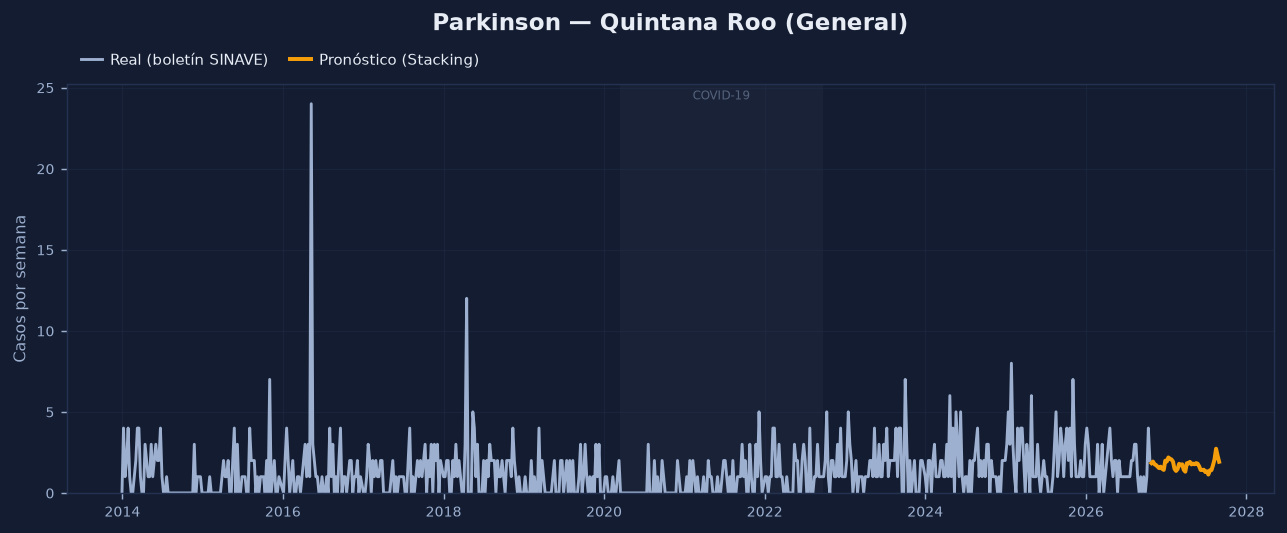 Parkinson — Quintana Roo (General)
Real (boletín SINAVE)
Pronóstico (Stacking)
COVID-19
Casos por semana
25
20
15
10
5
0
2014
2016
2018
2020
2022
2024
2026
2028